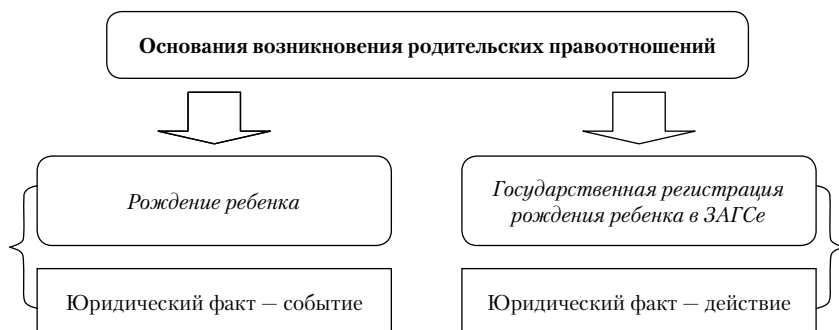 Основания возникновения родительских правоотношений
Рождение ребенка
Государственная регистрация
рождения ребенка в ЗАГСе
Юридический факт — событие
Юридический факт — действие